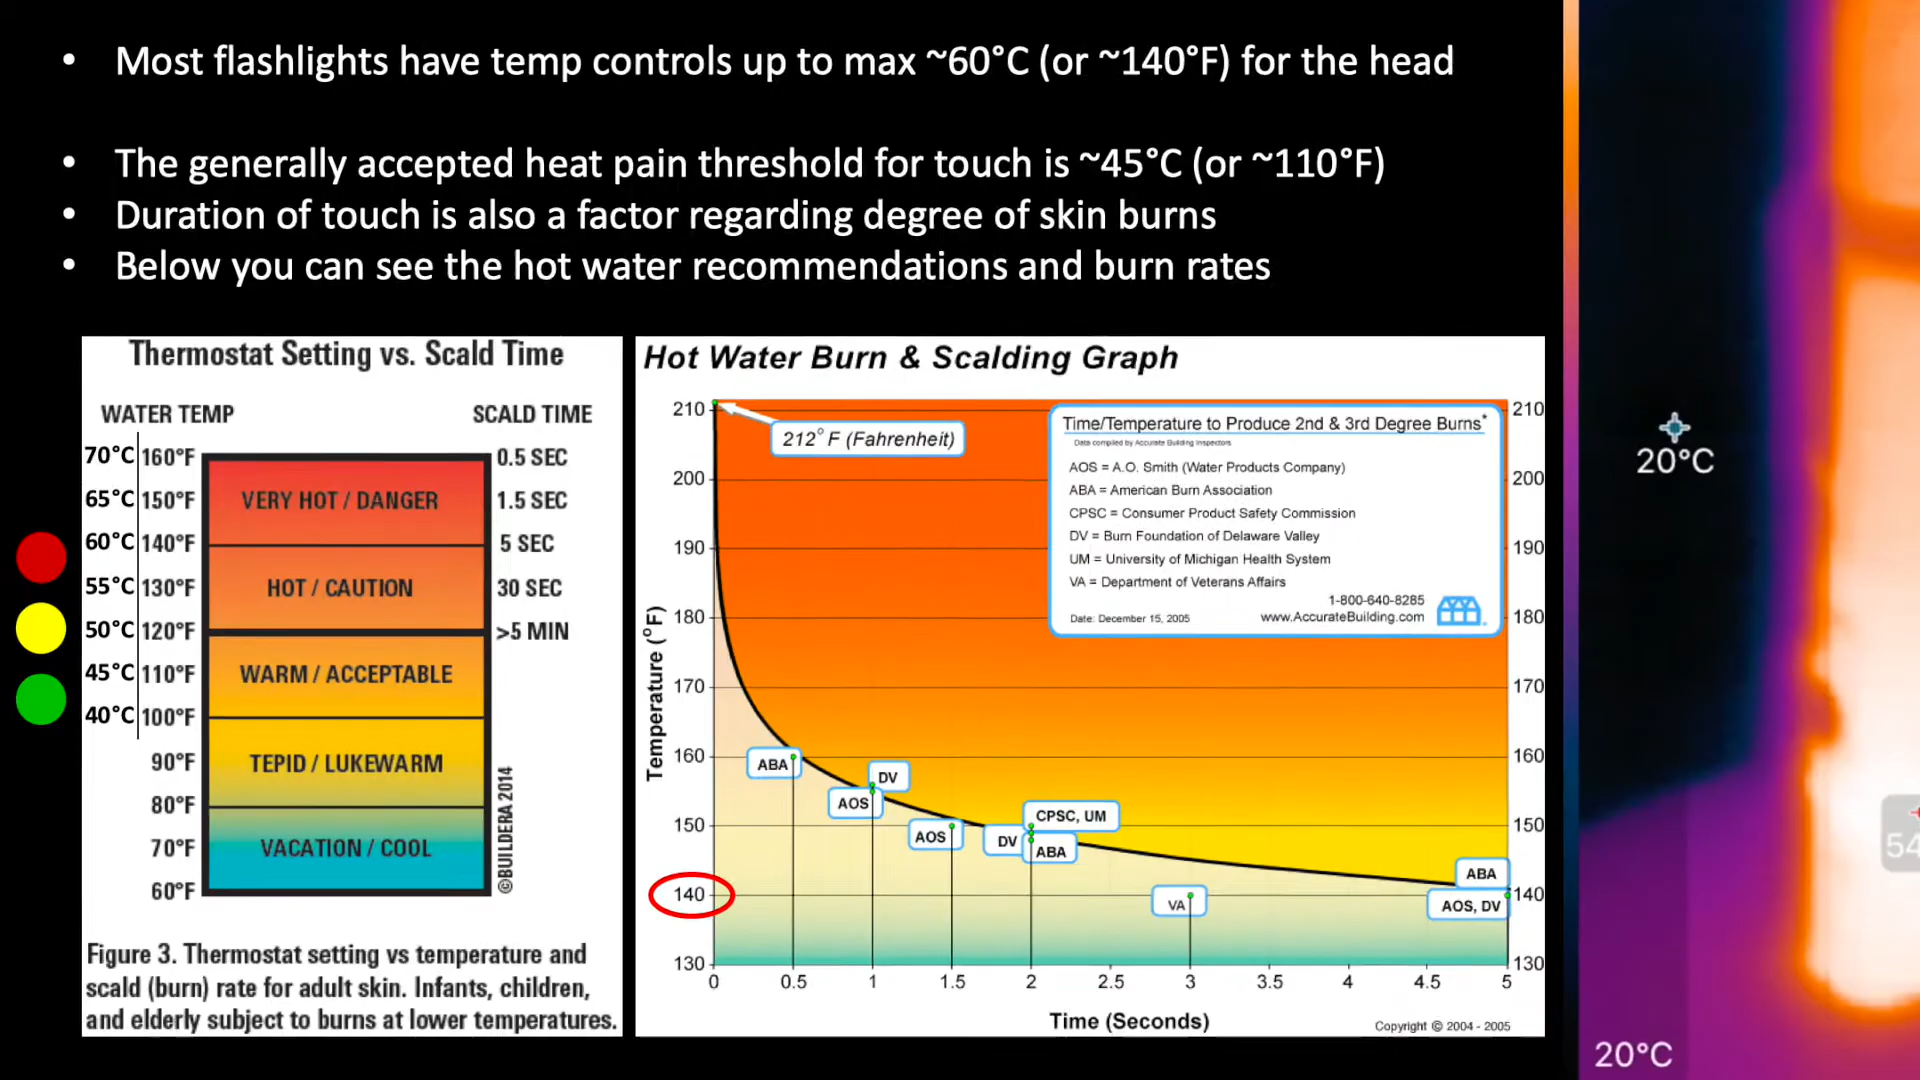 • Most flashlights have temp controls up to max ~60°C (or ~140°F) for the head
• The generally accepted heat pain threshold for touch is ~45°C (or ~110°F)
• Duration of touch is also a factor regarding degree of skin burns
• Below you can see the hot water recommendations and burn rates
Thermostat Setting vs. Scald Time
WATER TEMP SCALD TIME
70°C 160°F 0.5 SEC
65°C 150°F VERY HOT / DANGER 1.5 SEC
60°C 140°F 5 SEC
55°C 130°F HOT / CAUTION 30 SEC
50°C 120°F >5 MIN
45°C 110°F WARM / ACCEPTABLE
40°C 100°F
90°F TEPID / LUKEWARM
80°F
70°F VACATION / COOL
60°F
©BUILDERA 2014
Figure 3. Thermostat setting vs temperature and
scald (burn) rate for adult skin. Infants, children,
and elderly subject to burns at lower temperatures.
Hot Water Burn & Scalding Graph
Temperature (°F)
210 210
200 200
190 190
180 180
170 170
160 160
150 150
140 140
130 130
212° F (Fahrenheit)
Time/Temperature to Produce 2nd & 3rd Degree Burns*
Data compiled by Accurate Building Inspectors
AOS = A.O. Smith (Water Products Company)
ABA = American Burn Association
CPSC = Consumer Product Safety Commission
DV = Burn Foundation of Delaware Valley
UM = University of Michigan Health System
VA = Department of Veterans Affairs
1-800-640-8285
Date: December 15, 2005 www.AccurateBuilding.com
ABA
DV
AOS
AOS
CPSC, UM
DV
ABA
VA
ABA
AOS, DV
0 0.5 1 1.5 2 2.5 3 3.5 4 4.5 5
Time (Seconds)
Copyright © 2004 - 2005
20°C
54
20°C